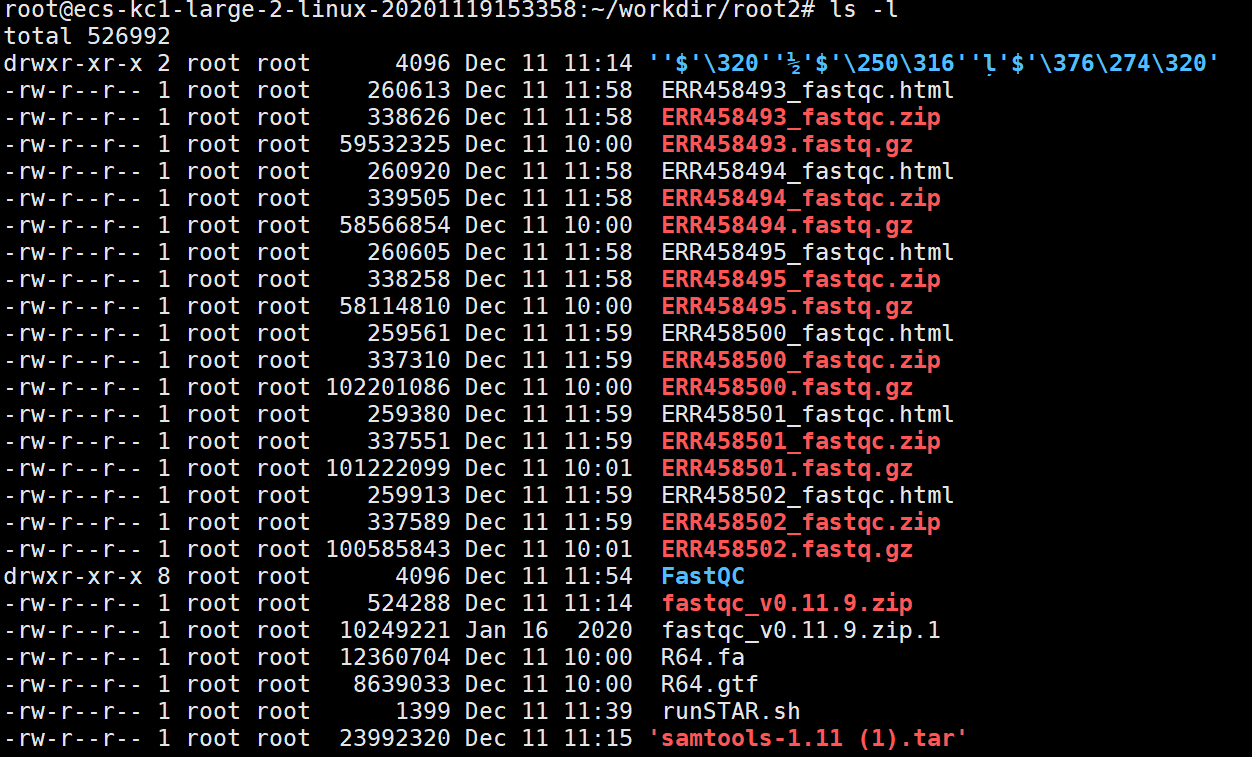 root@ecs-kc1-large-2-linux-20201119153358:~/workdir/root2# ls -l
total 526992
drwxr-xr-x 2 root root      4096 Dec 11 11:14 ''$'\320''½'$'\250\316''ļ̣'$'\376\274\320'
-rw-r--r-- 1 root root    260613 Dec 11 11:58  ERR458493_fastqc.html
-rw-r--r-- 1 root root    338626 Dec 11 11:58  ERR458493_fastqc.zip
-rw-r--r-- 1 root root  59532325 Dec 11 10:00  ERR458493.fastq.gz
-rw-r--r-- 1 root root    260920 Dec 11 11:58  ERR458494_fastqc.html
-rw-r--r-- 1 root root    339505 Dec 11 11:58  ERR458494_fastqc.zip
-rw-r--r-- 1 root root  58566854 Dec 11 10:00  ERR458494.fastq.gz
-rw-r--r-- 1 root root    260605 Dec 11 11:58  ERR458495_fastqc.html
-rw-r--r-- 1 root root    338258 Dec 11 11:58  ERR458495_fastqc.zip
-rw-r--r-- 1 root root  58114810 Dec 11 10:00  ERR458495.fastq.gz
-rw-r--r-- 1 root root    259561 Dec 11 11:59  ERR458500_fastqc.html
-rw-r--r-- 1 root root    337310 Dec 11 11:59  ERR458500_fastqc.zip
-rw-r--r-- 1 root root 102201086 Dec 11 10:00  ERR458500.fastq.gz
-rw-r--r-- 1 root root    259380 Dec 11 11:59  ERR458501_fastqc.html
-rw-r--r-- 1 root root    337551 Dec 11 11:59  ERR458501_fastqc.zip
-rw-r--r-- 1 root root 101222099 Dec 11 10:01  ERR458501.fastq.gz
-rw-r--r-- 1 root root    259913 Dec 11 11:59  ERR458502_fastqc.html
-rw-r--r-- 1 root root    337589 Dec 11 11:59  ERR458502_fastqc.zip
-rw-r--r-- 1 root root 100585843 Dec 11 10:01  ERR458502.fastq.gz
drwxr-xr-x 8 root root      4096 Dec 11 11:54  FastQC
-rw-r--r-- 1 root root    524288 Dec 11 11:14  fastqc_v0.11.9.zip
-rw-r--r-- 1 root root  10249221 Jan 16  2020  fastqc_v0.11.9.zip.1
-rw-r--r-- 1 root root  12360704 Dec 11 10:00  R64.fa
-rw-r--r-- 1 root root   8639033 Dec 11 10:00  R64.gtf
-rw-r--r-- 1 root root      1399 Dec 11 11:39  runSTAR.sh
-rw-r--r-- 1 root root  23992320 Dec 11 11:15 'samtools-1.11 (1).tar'